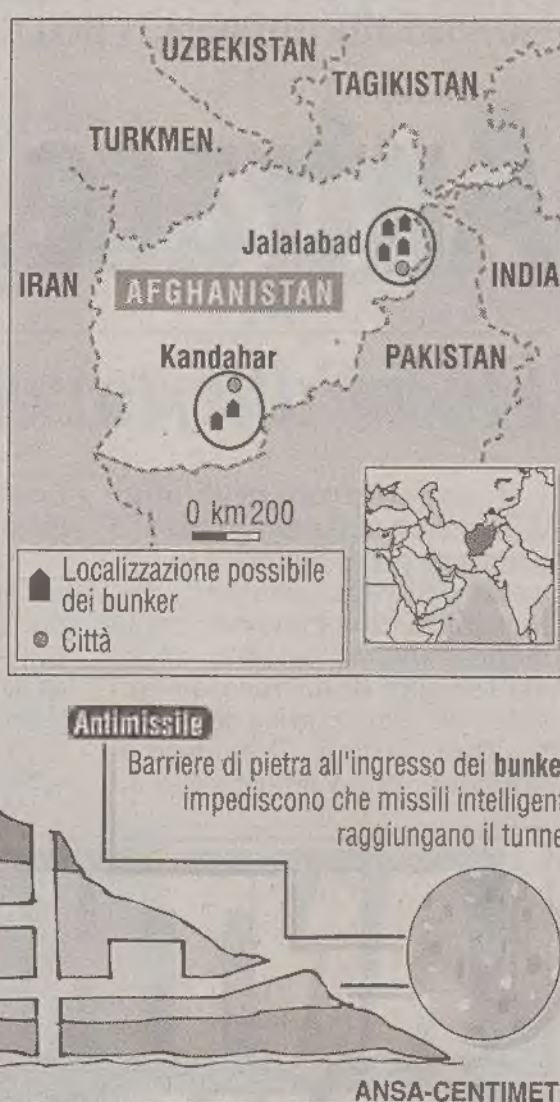 UZBEKISTAN
TAGIKISTAN
TURKMEN.
Jalalabad
IRAN
AFGHANISTAN
INDIA
Kandahar
PAKISTAN
0 km 200
Localizzazione possibile
dei bunker
Città
Antimissile
Barriere di pietra all'ingresso dei bunke
impediscono che missili intelligen
raggiungano il tunne
ANSA-CENTIMET